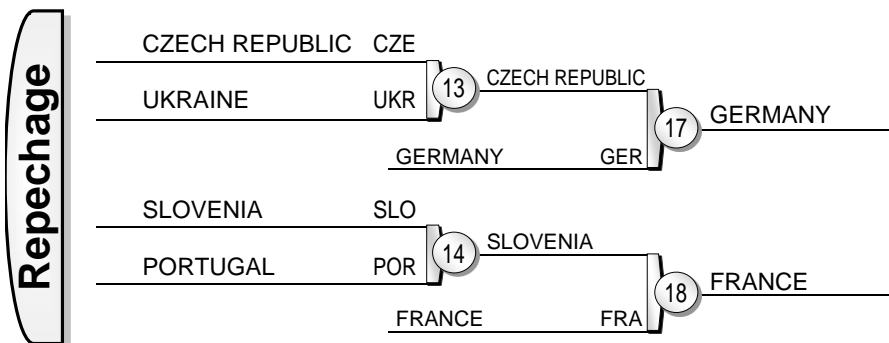 Repechage
CZECH REPUBLIC CZE
UKRAINE UKR
13
CZECH REPUBLIC
GERMANY GER
17
GERMANY
SLOVENIA SLO
PORTUGAL POR
14
SLOVENIA
FRANCE FRA
18
FRANCE